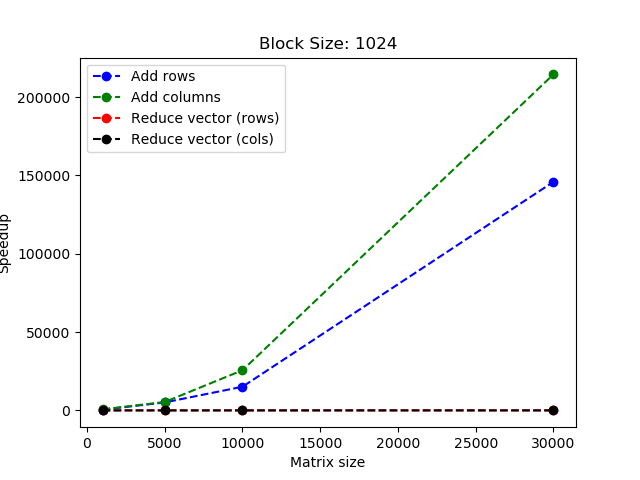 Block Size: 1024
Add rows
Add columns
Reduce vector (rows)
Reduce vector (cols)
Speedup
200000
150000
100000
50000
0
0
5000
10000
15000
20000
25000
30000
Matrix size